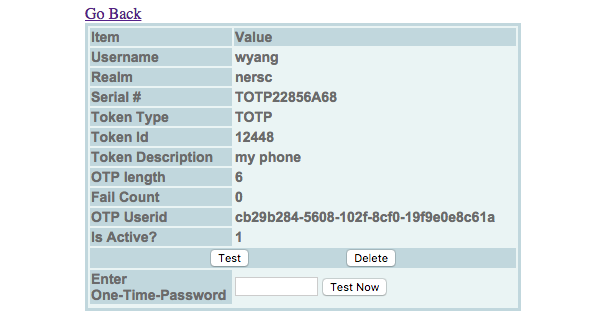 Go Back
Item Value
Username wyang
Realm nersc
Serial # TOTP22856A68
Token Type TOTP
Token Id 12448
Token Description my phone
OTP length 6
Fail Count 0
OTP Userid cb29b284-5608-102f-8cf0-19f9e0e8c61a
Is Active? 1
Test Delete
Enter
One-Time-Password Test Now